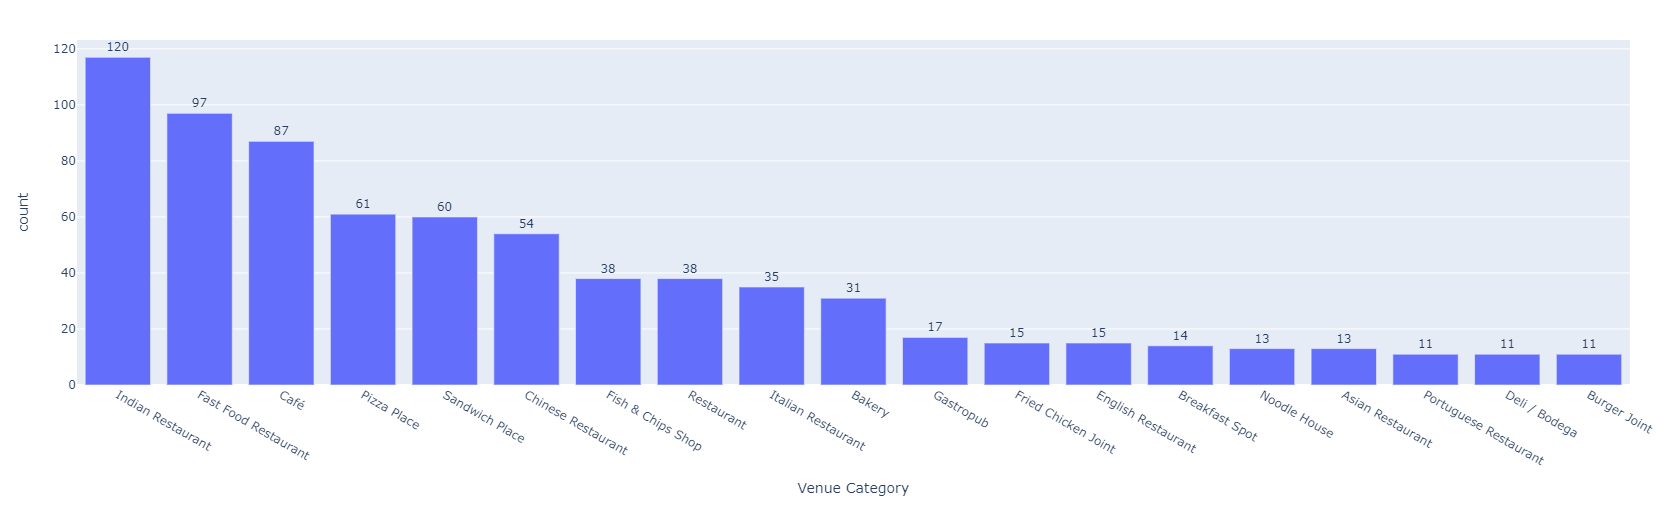 120
97
87
61
60
54
38
38
35
31
17
15
15
14
13
13
11
11
11
120
100
80
60
40
20
0
count
Indian Restaurant
Fast Food Restaurant
Café
Pizza Place
Sandwich Place
Chinese Restaurant
Fish & Chips Shop
Restaurant
Italian Restaurant
Bakery
Gastropub
Fried Chicken Joint
English Restaurant
Breakfast Spot
Noodle House
Asian Restaurant
Portuguese Restaurant
Deli / Bodega
Burger Joint
Venue Category